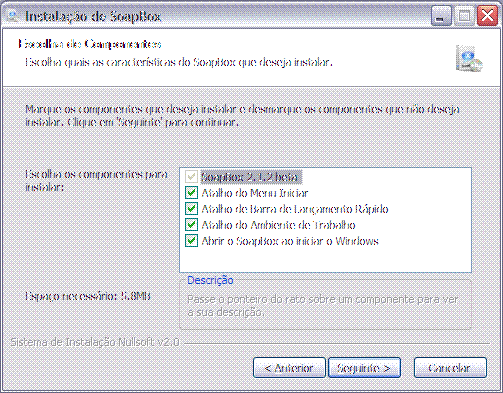 Instalação do SoapBox
Escolha de Componentes
Escolha quais as características do SoapBox que deseja instalar.
Marque os componentes que deseja instalar e desmarque os componentes que não deseja
instalar. Clique em 'Seguinte' para continuar.
Escolha os componentes para
instalar:
SoapBox 2.1.2 beta
Atalho do Menu Iniciar
Atalho de Barra de Lançamento Rápido
Atalho do Ambiente de Trabalho
Abrir o SoapBox ao iniciar o Windows
Descrição
Passe o ponteiro do rato sobre um componente para ver
a sua descrição.
Espaço necessário: 5.8MB
Sistema de Instalação Nullsoft v2.0
< Anterior
Seguinte >
Cancelar